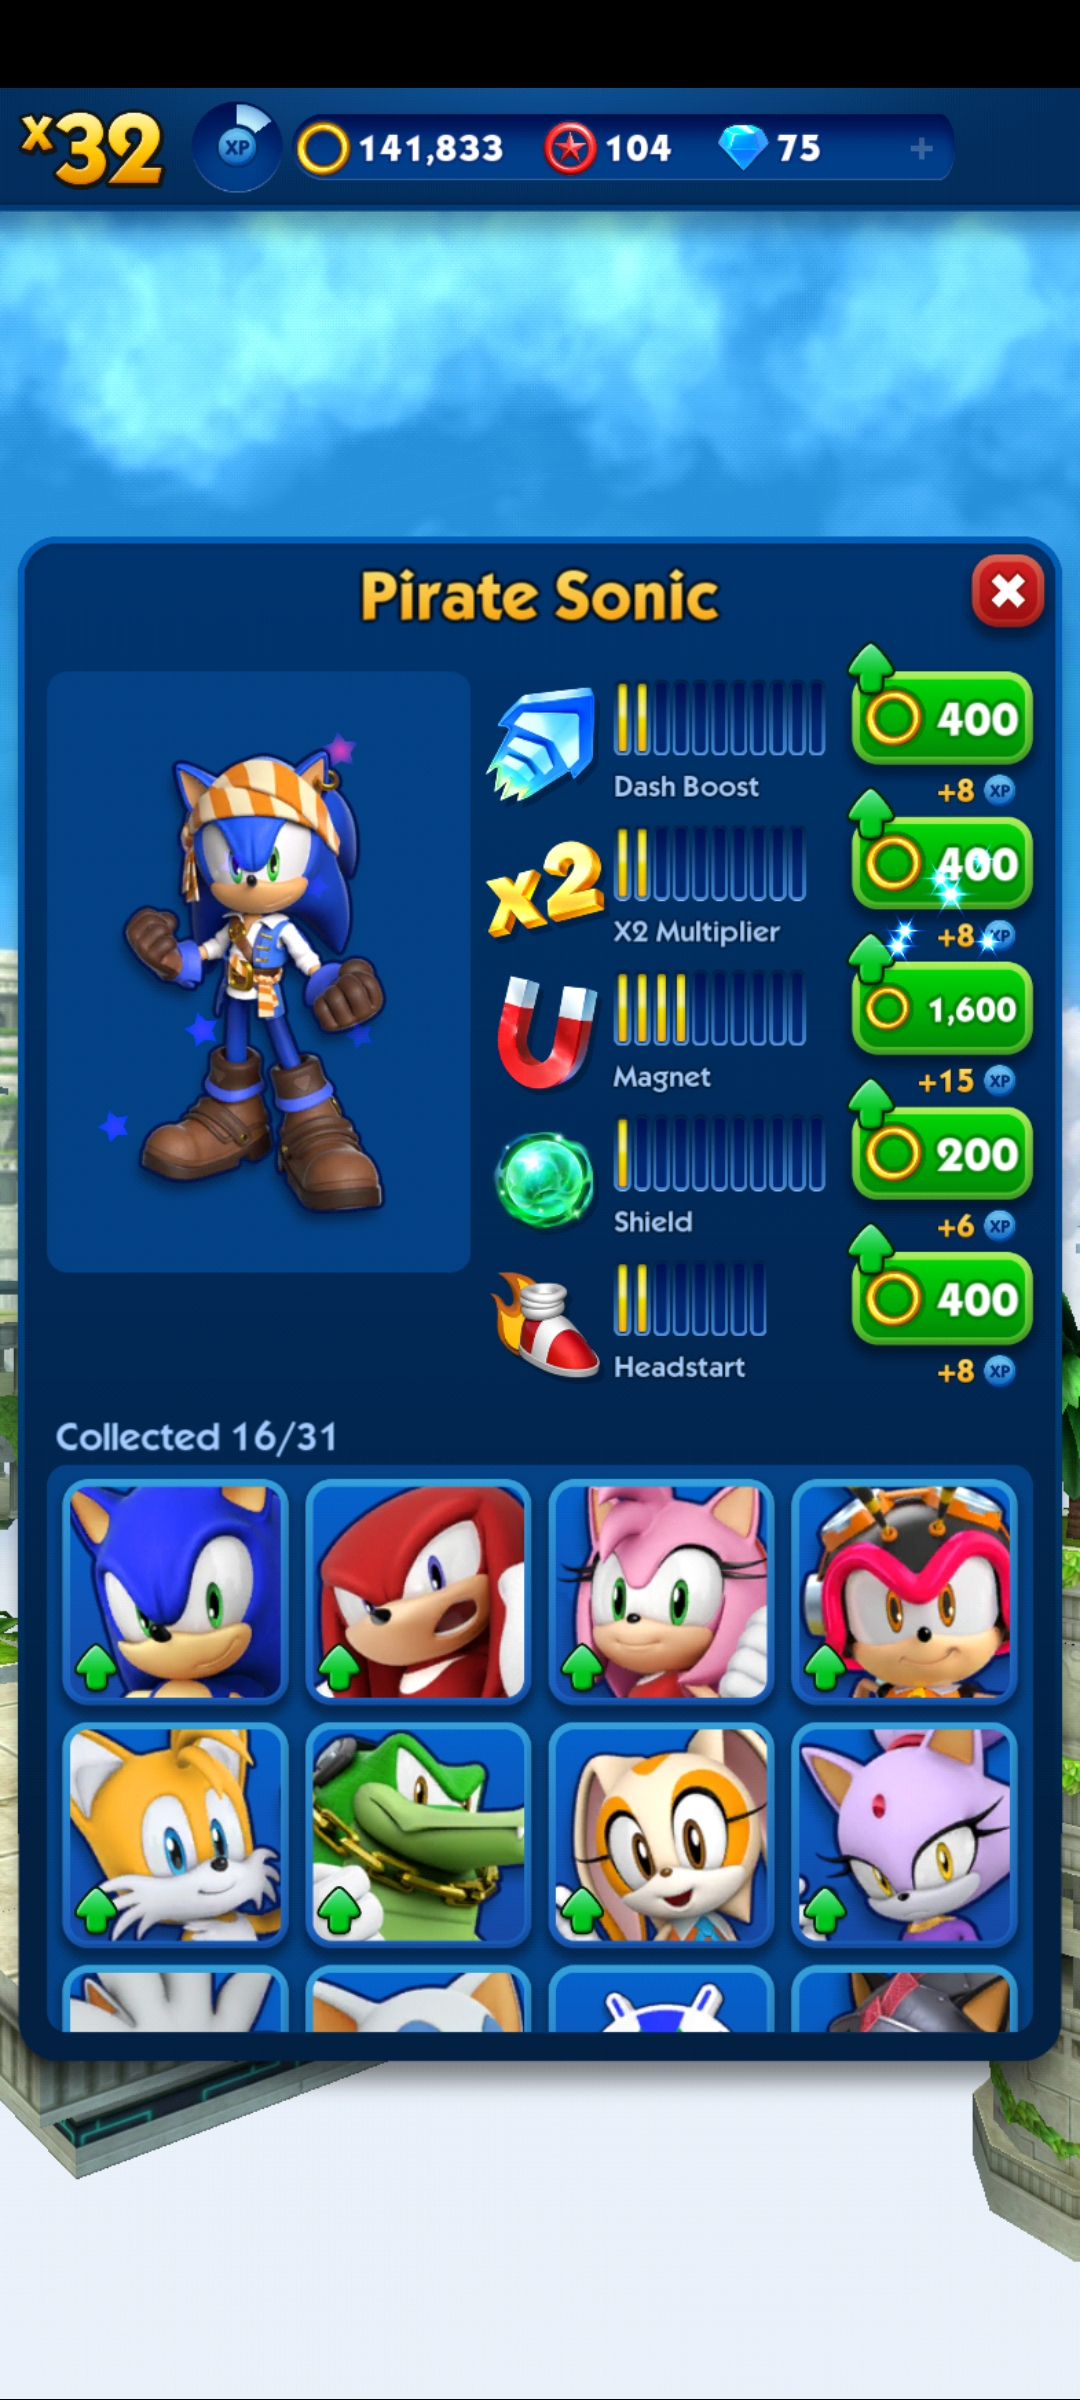 x32
XP
141,833
104
75
+
Pirate Sonic
400
Dash Boost
+8 XP
x2
400
X2 Multiplier
+8 XP
1,600
Magnet
+15 XP
200
Shield
+6 XP
400
Headstart
+8 XP
Collected 16/31